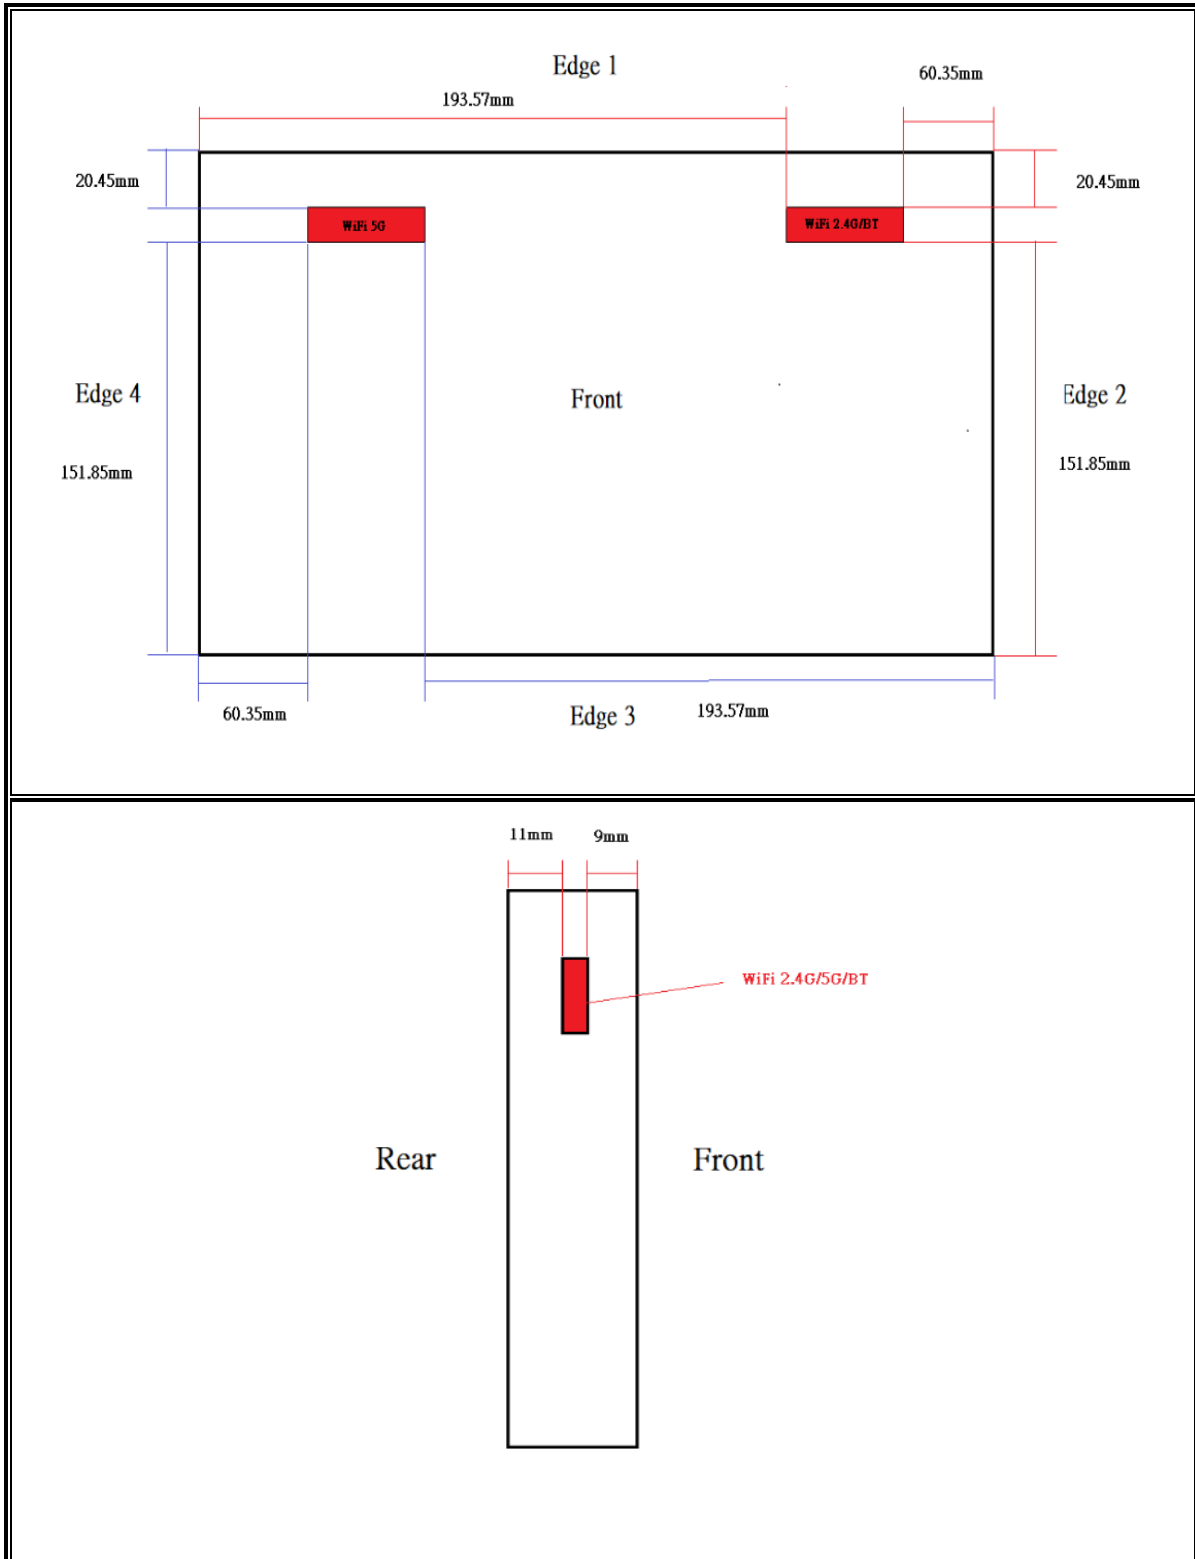 Edge 1
60.35mm
193.57mm
20.45mm
20.45mm
WiFi 5G
WiFi 2.4G/BT
Edge 4
Front
Edge 2
151.85mm
151.85mm
60.35mm
Edge 3
193.57mm
11mm
9mm
WiFi 2.4G/5G/BT
Rear
Front